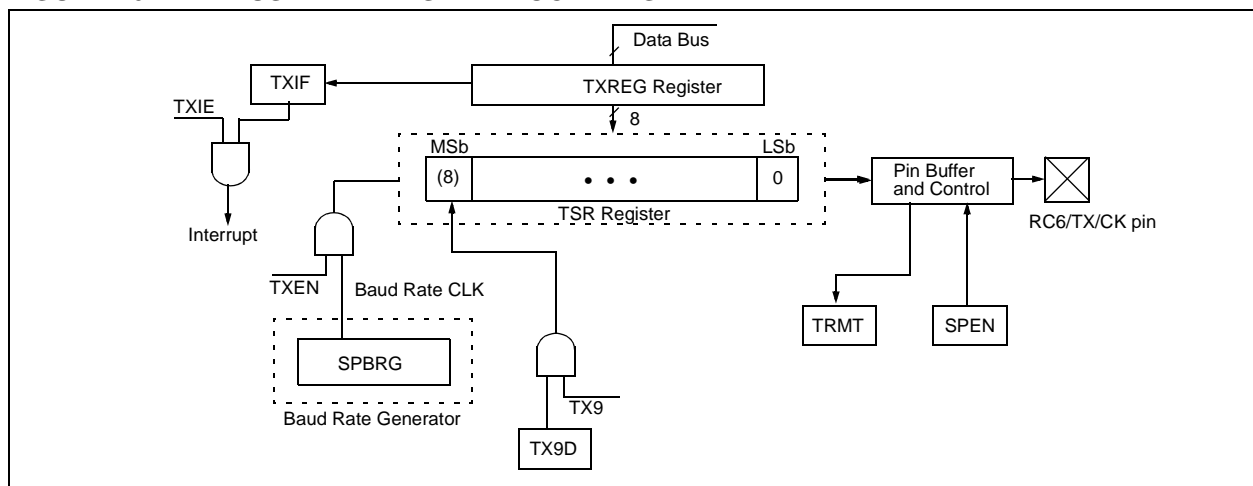 Data Bus
TXIF
TXREG Register
TXIE
8
MSb
LSb
(8)
• • •
0
Pin Buffer
and Control
TSR Register
Interrupt
RC6/TX/CK pin
TXEN
Baud Rate CLK
TRMT
SPEN
SPBRG
TX9
Baud Rate Generator
TX9D